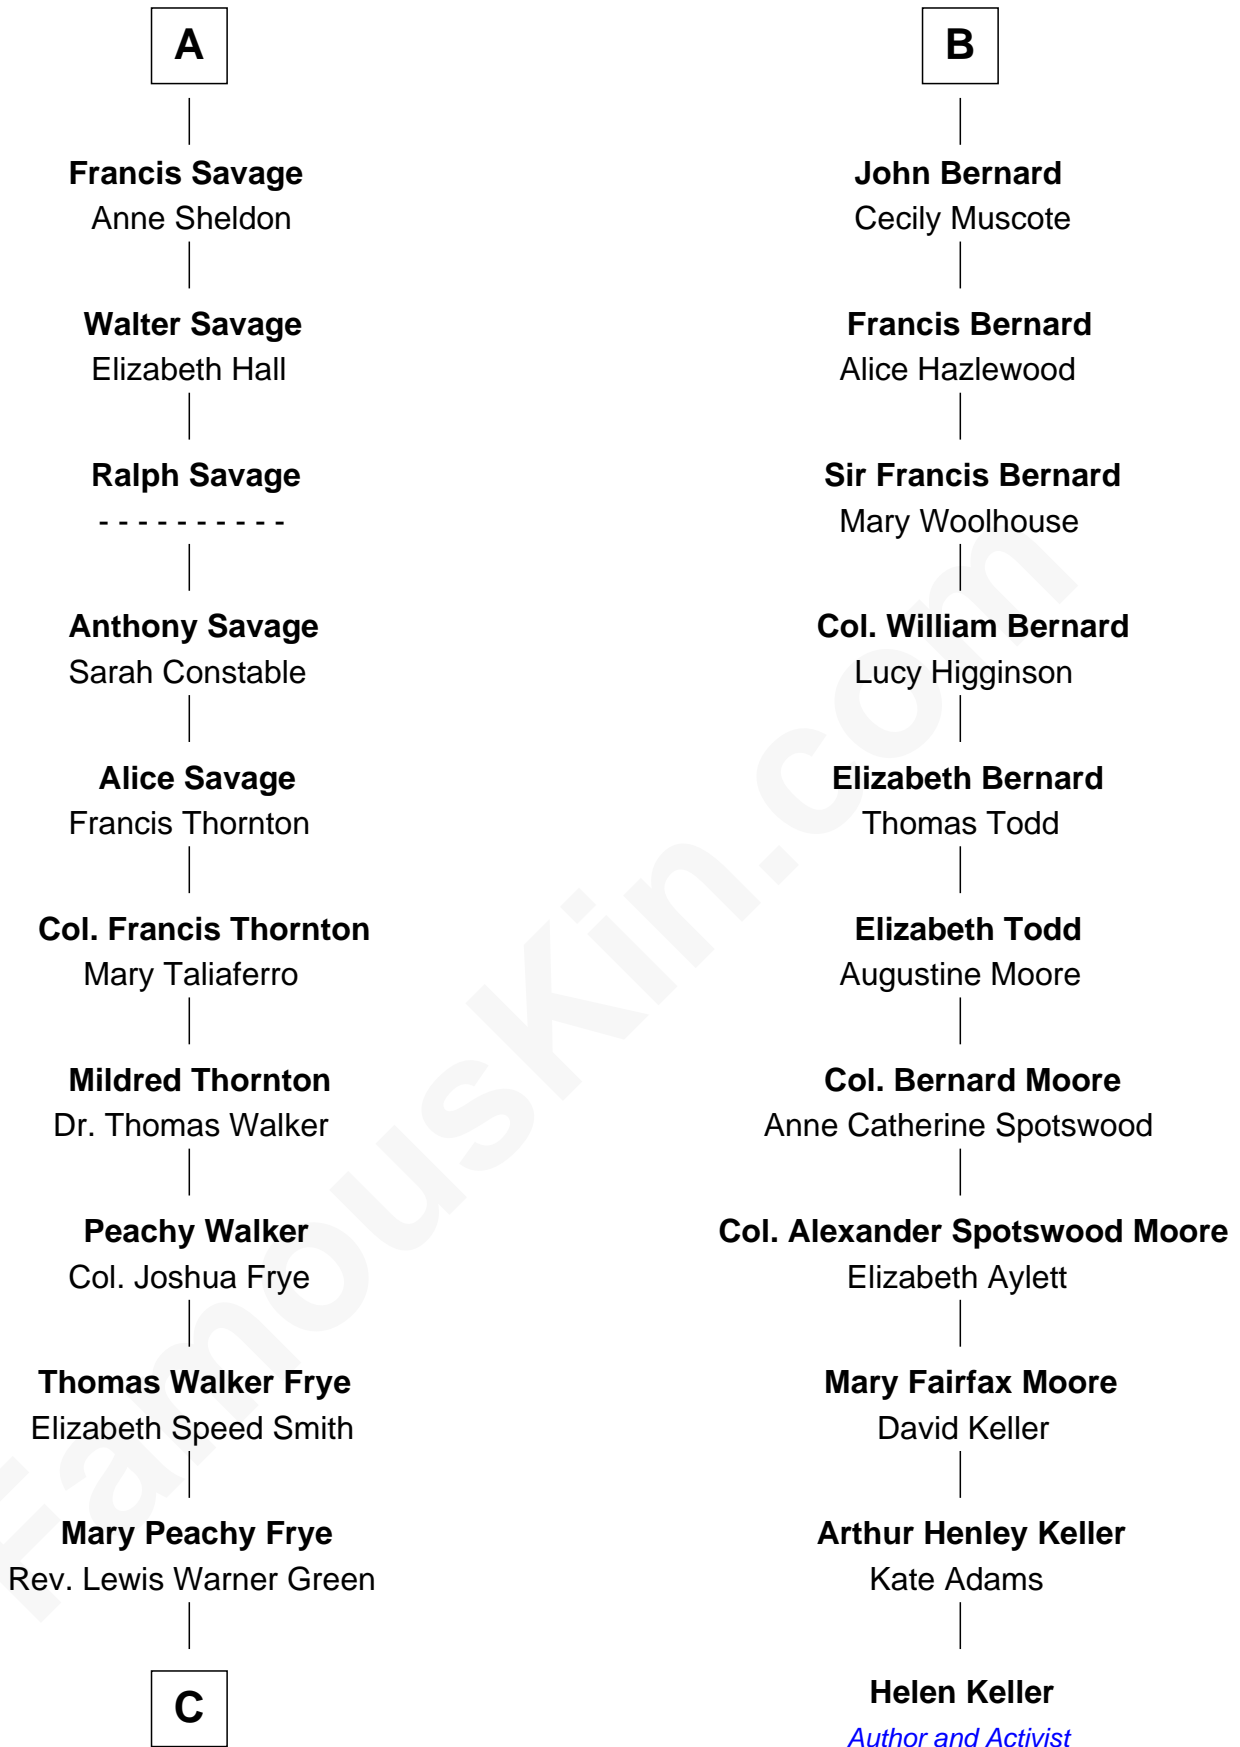 A
Francis Savage
Anne Sheldon
Walter Savage
Elizabeth Hall
Ralph Savage
- - - - - - - - - -
Anthony Savage
Sarah Constable
Alice Savage
Francis Thornton
Col. Francis Thornton
Mary Taliaferro
Mildred Thornton
Dr. Thomas Walker
Peachy Walker
Col. Joshua Frye
Thomas Walker Frye
Elizabeth Speed Smith
Mary Peachy Frye
Rev. Lewis Warner Green
C
B
John Bernard
Cecily Muscote
Francis Bernard
Alice Hazlewood
Sir Francis Bernard
Mary Woolhouse
Col. William Bernard
Lucy Higginson
Elizabeth Bernard
Thomas Todd
Elizabeth Todd
Augustine Moore
Col. Bernard Moore
Anne Catherine Spotswood
Col. Alexander Spotswood Moore
Elizabeth Aylett
Mary Fairfax Moore
David Keller
Arthur Henley Keller
Kate Adams
Helen Keller
Author and Activist
FamousKin.com